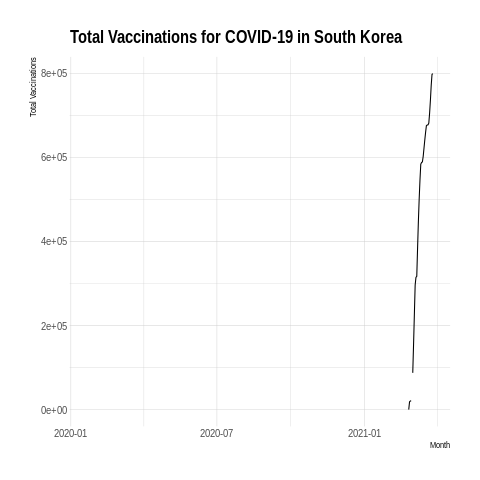 Total Vaccinations for COVID-19 in South Korea
Total Vaccinations
8e+05
6e+05
4e+05
2e+05
0e+00
2020-01
2020-07
2021-01
Month